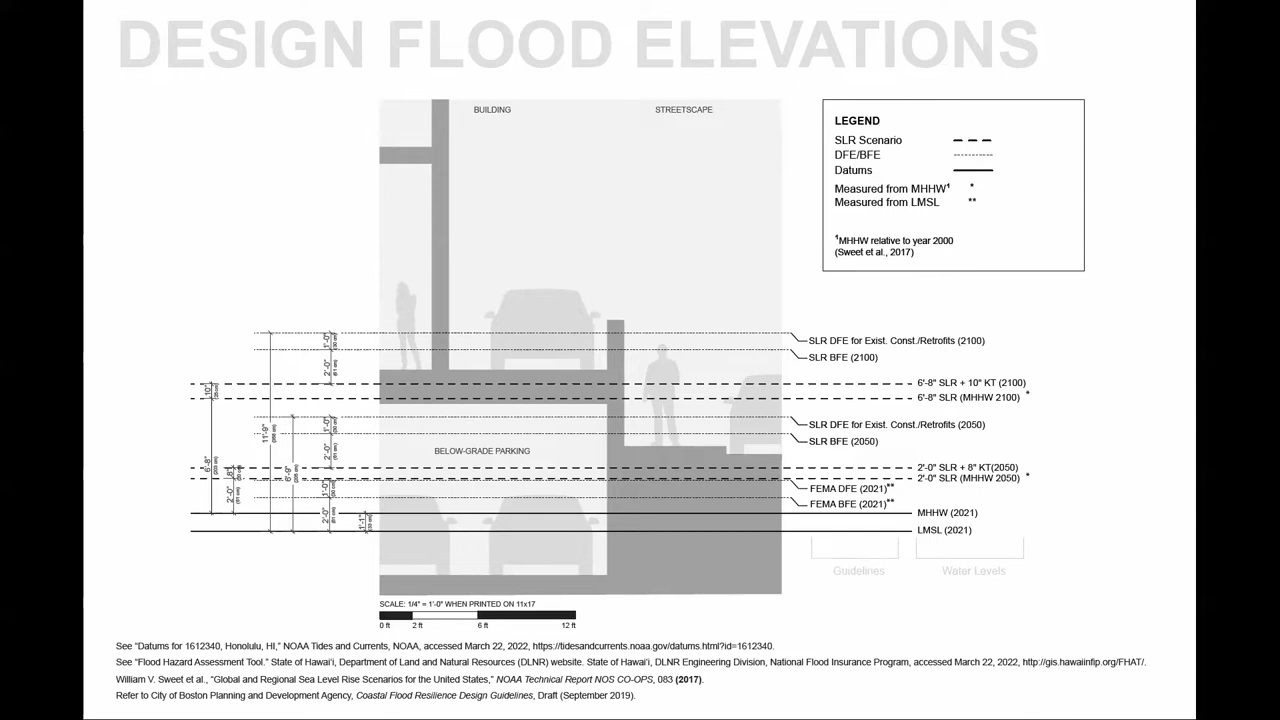 DESIGN FLOOD ELEVATIONS
BUILDING
STREETSCAPE
LEGEND
SLR Scenario
DFE/BFE
Datums
Measured from MHHW¹ *
Measured from LMSL **
¹MHHW relative to year 2000
(Sweet et al., 2017)
SLR DFE for Exist. Const./Retrofits (2100)
SLR BFE (2100)
6'-8" SLR + 10" KT (2100)
6'-8" SLR (MHHW 2100) *
SLR DFE for Exist. Const./Retrofits (2050)
SLR BFE (2050)
2'-0" SLR + 8" KT(2050)
2'-0" SLR (MHHW 2050) *
FEMA DFE (2021)**
FEMA BFE (2021)**
MHHW (2021)
LMSL (2021)
Guidelines
Water Levels
BELOW-GRADE PARKING
10"
6'-8"
8"
2'-0"
11'-9"
6'-9"
1'-0"
2'-0"
1'-0"
2'-0"
1'-0"
2'-0"
1'-1"
SCALE: 1/4" = 1'-0" WHEN PRINTED ON 11x17
0 ft 2 ft 6 ft 12 ft
See “Datums for 1612340, Honolulu, HI,” NOAA Tides and Currents, NOAA, accessed March 22, 2022, https://tidesandcurrents.noaa.gov/datums.html?id=1612340.
See “Flood Hazard Assessment Tool.” State of Hawai‘i, Department of Land and Natural Resources (DLNR) website. State of Hawai‘i, DLNR Engineering Division, National Flood Insurance Program, accessed March 22, 2022, http://gis.hawaiinfip.org/FHAT/.
William V. Sweet et al., “Global and Regional Sea Level Rise Scenarios for the United States,” NOAA Technical Report NOS CO-OPS, 083 (2017).
Refer to City of Boston Planning and Development Agency, Coastal Flood Resilience Design Guidelines, Draft (September 2019).